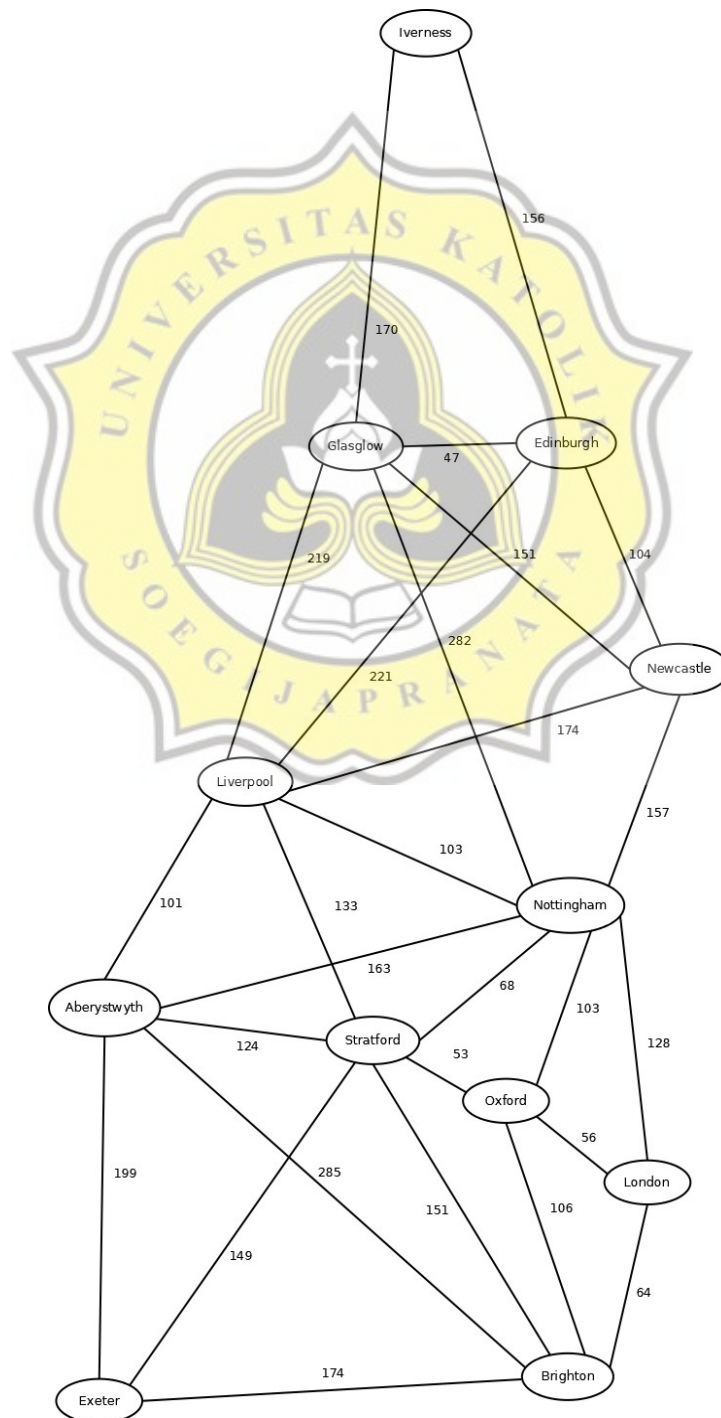 Iverness
156
UNIVERSITAS KATOLIK
170
Glasglow
Edinburgh
47
151
104
219
282
SOEGIJAPRANATA
221
Newcastle
174
Liverpool
157
103
101
133
Nottingham
163
68
103
Aberystwyth
124
Stratford
53
128
Oxford
56
199
285
London
151
106
149
64
174
Brighton
Exeter